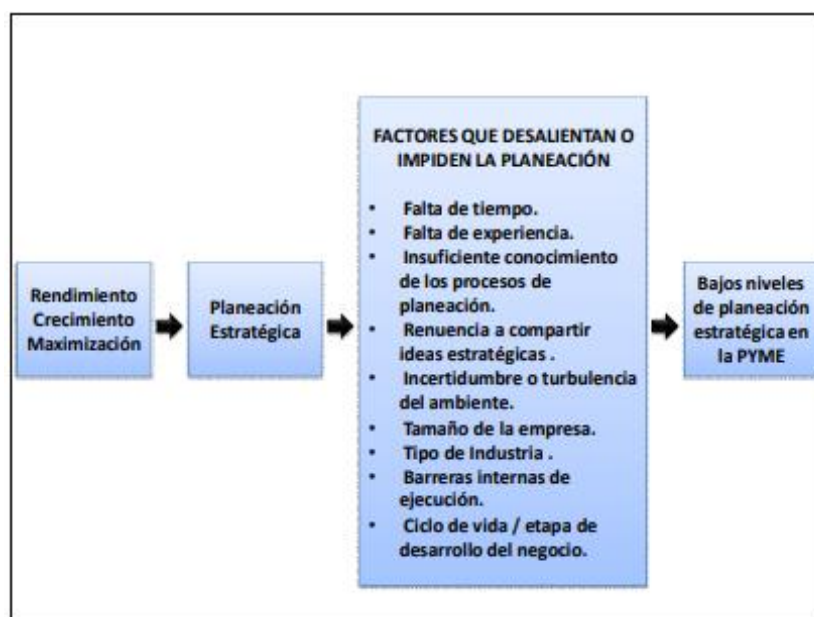 Rendimiento
Crecimiento
Maximización
Planeación
Estratégica
FACTORES QUE DESALIENTAN O
IMPIDEN LA PLANEACIÓN
• Falta de tiempo.
• Falta de experiencia.
• Insuficiente conocimiento
de los procesos de
planeación.
• Renuencia a compartir
ideas estratégicas .
• Incertidumbre o turbulencia
del ambiente.
• Tamaño de la empresa.
• Tipo de Industria .
• Barreras internas de
ejecución.
• Ciclo de vida / etapa de
desarrollo del negocio.
Bajos niveles
de planeación
estratégica en
la PYME